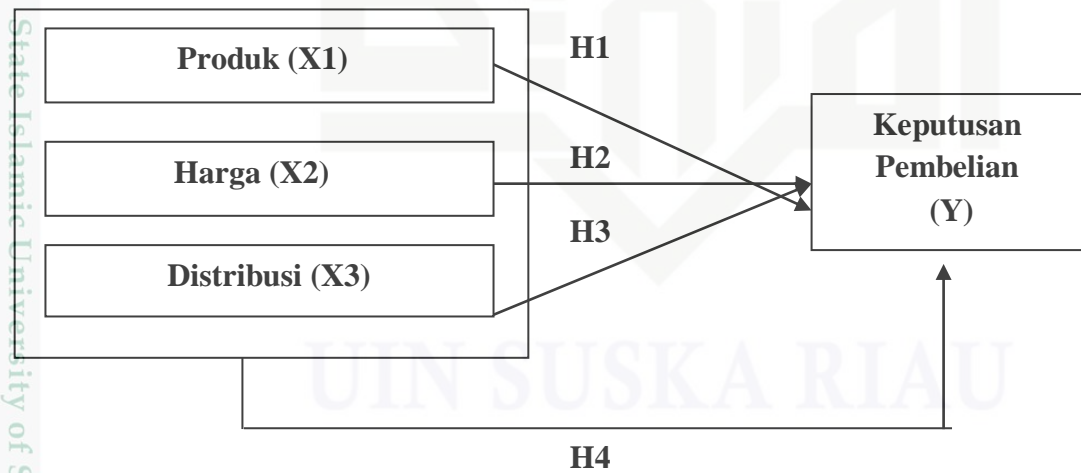 Produk (X1)
H1
Keputusan
Pembelian
(Y)
Harga (X2)
H2
H3
Distribusi (X3)
H4
UIN SUSKA RIAU
State Islamic University of S